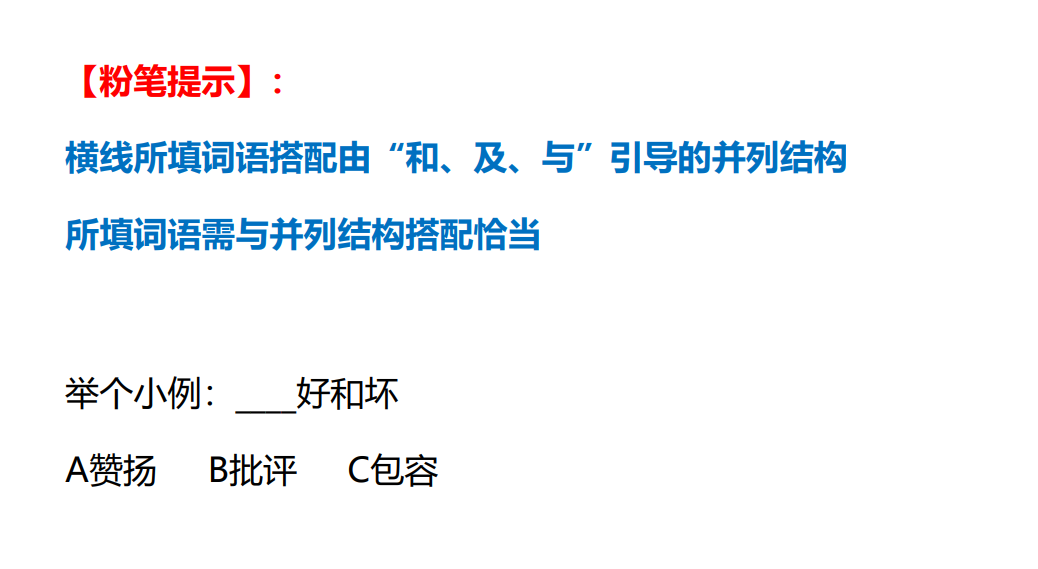 【粉笔提示】：
横线所填词语搭配由“和、及、与”引导的并列结构
所填词语需与并列结构搭配恰当
举个小例：____好和坏
A赞扬 B批评 C包容